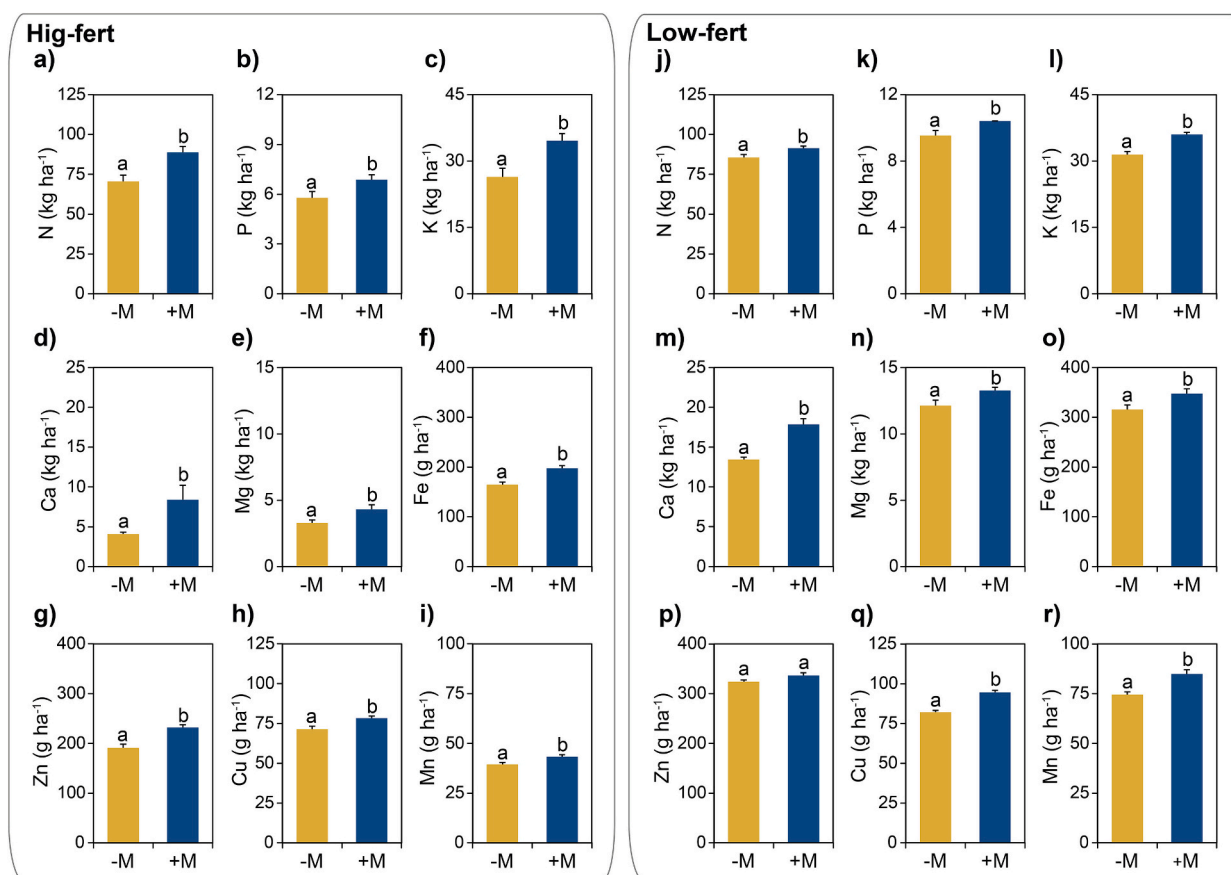 Hig-fert
Low-fert
a) b) c) j) k) l)
N (kg ha-1) 125 100 75 50 25 0 a b -M +M
P (kg ha-1) 12 9 6 3 0 a b -M +M
K (kg ha-1) 45 30 15 0 a b -M +M
N (kg ha-1) 125 100 75 50 25 0 a b -M +M
P (kg ha-1) 12 12 9 4 0 a b -M +M
K (kg ha-1) 45 30 15 0 a b -M +M
d) e) f) m) n) o)
Ca (kg ha-1) 25 20 15 10 5 0 a b -M +M
Mg (kg ha-1) 15 10 5 0 a b -M +M
Fe (g ha-1) 400 300 200 100 0 a b -M +M
Ca (kg ha-1) 25 20 15 10 5 0 a b -M +M
Mg (kg ha-1) 15 10 5 0 a b -M +M
Fe (g ha-1) 400 300 200 100 0 a b -M +M
g) h) i) p) q) r)
Zn (g ha-1) 400 300 200 100 0 a b -M +M
Cu (g ha-1) 125 100 75 50 25 0 a b -M +M
Mn (g ha-1) 100 75 50 25 0 a b -M +M
Zn (g ha-1) 400 300 200 100 0 a a -M +M
Cu (g ha-1) 125 100 75 50 25 0 a b -M +M
Mn (g ha-1) 100 75 50 25 0 a b -M +M